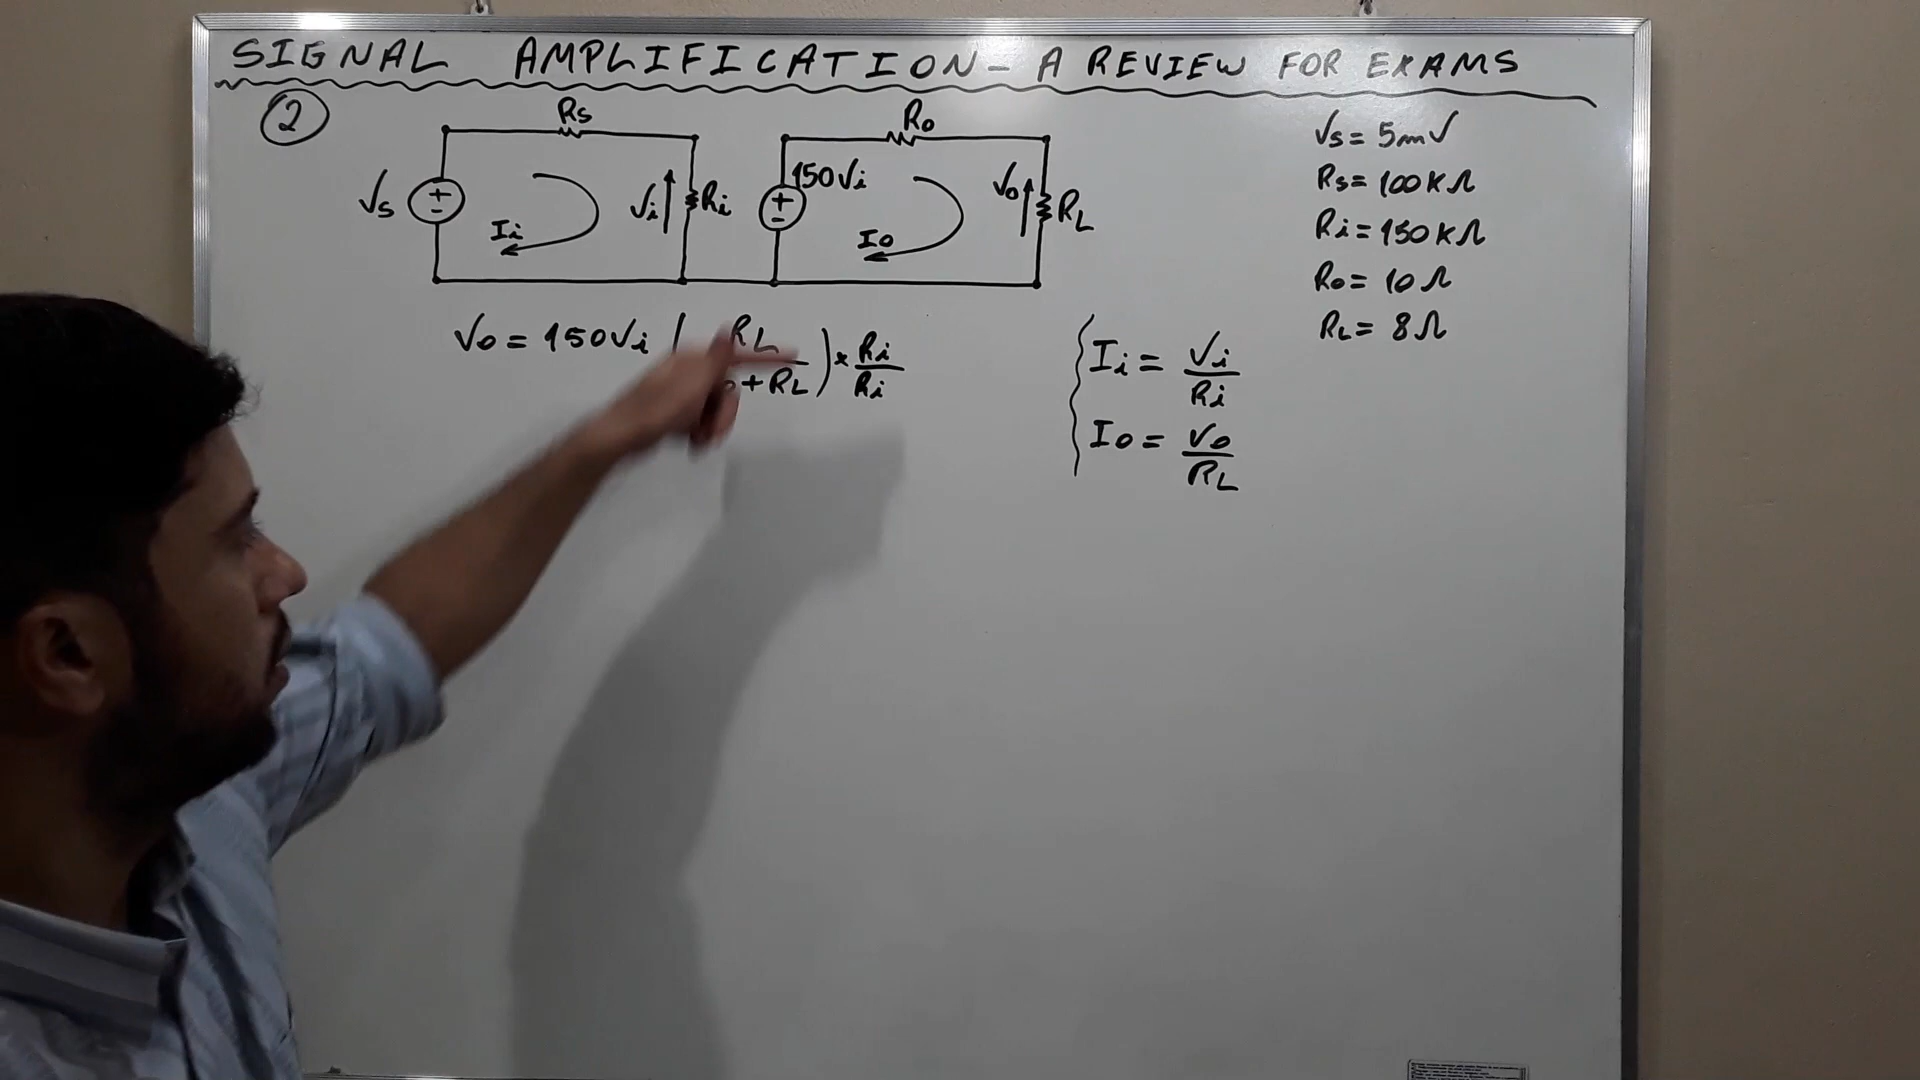 SIGNAL AMPLIFICATION - A REVIEW FOR EXAMS
2
Rs
Ro
Vs
+
-
Ii
Vi
Ri
150Vi
+
-
Io
Vo
RL
Vs = 5mV
Rs = 100KΩ
Ri = 150KΩ
Ro = 10Ω
RL = 8Ω
Vo = 150Vi ( RL / +RL ) * Ri / Ri
Ii = Vi / Ri
Io = Vo / RL